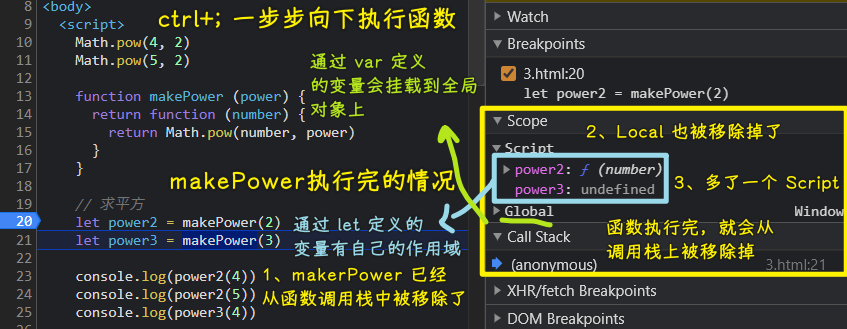 ctrl+; 一步步向下执行函数
8 <body>
9 <script>
10 Math.pow(4, 2)
11 Math.pow(5, 2)
12
13 function makePower (power) {
14 return function (number) {
15 return Math.pow(number, power)
16 }
17 }
18
19 // 求平方
20 let power2 = makePower(2)
21 let power3 = makePower(3)
22
23 console.log(power2(4))
24 console.log(power2(5))
25 console.log(power3(4))
通过 var 定义
的变量会挂载到全局
对象上
makePower执行完的情况
通过 let 定义的
变量有自己的作用域
1、makerPower 已经
从函数调用栈中被移除了
Watch
Breakpoints
3.html:20
let power2 = makePower(2)
Scope
2、Local 也被移除掉了
Script
power2: ƒ (number)
power3: undefined
3、多了一个 Script
Global Window
Call Stack
函数执行完，就会从
调用栈上被移除掉
(anonymous) 3.html:21
XHR/fetch Breakpoints
DOM Breakpoints